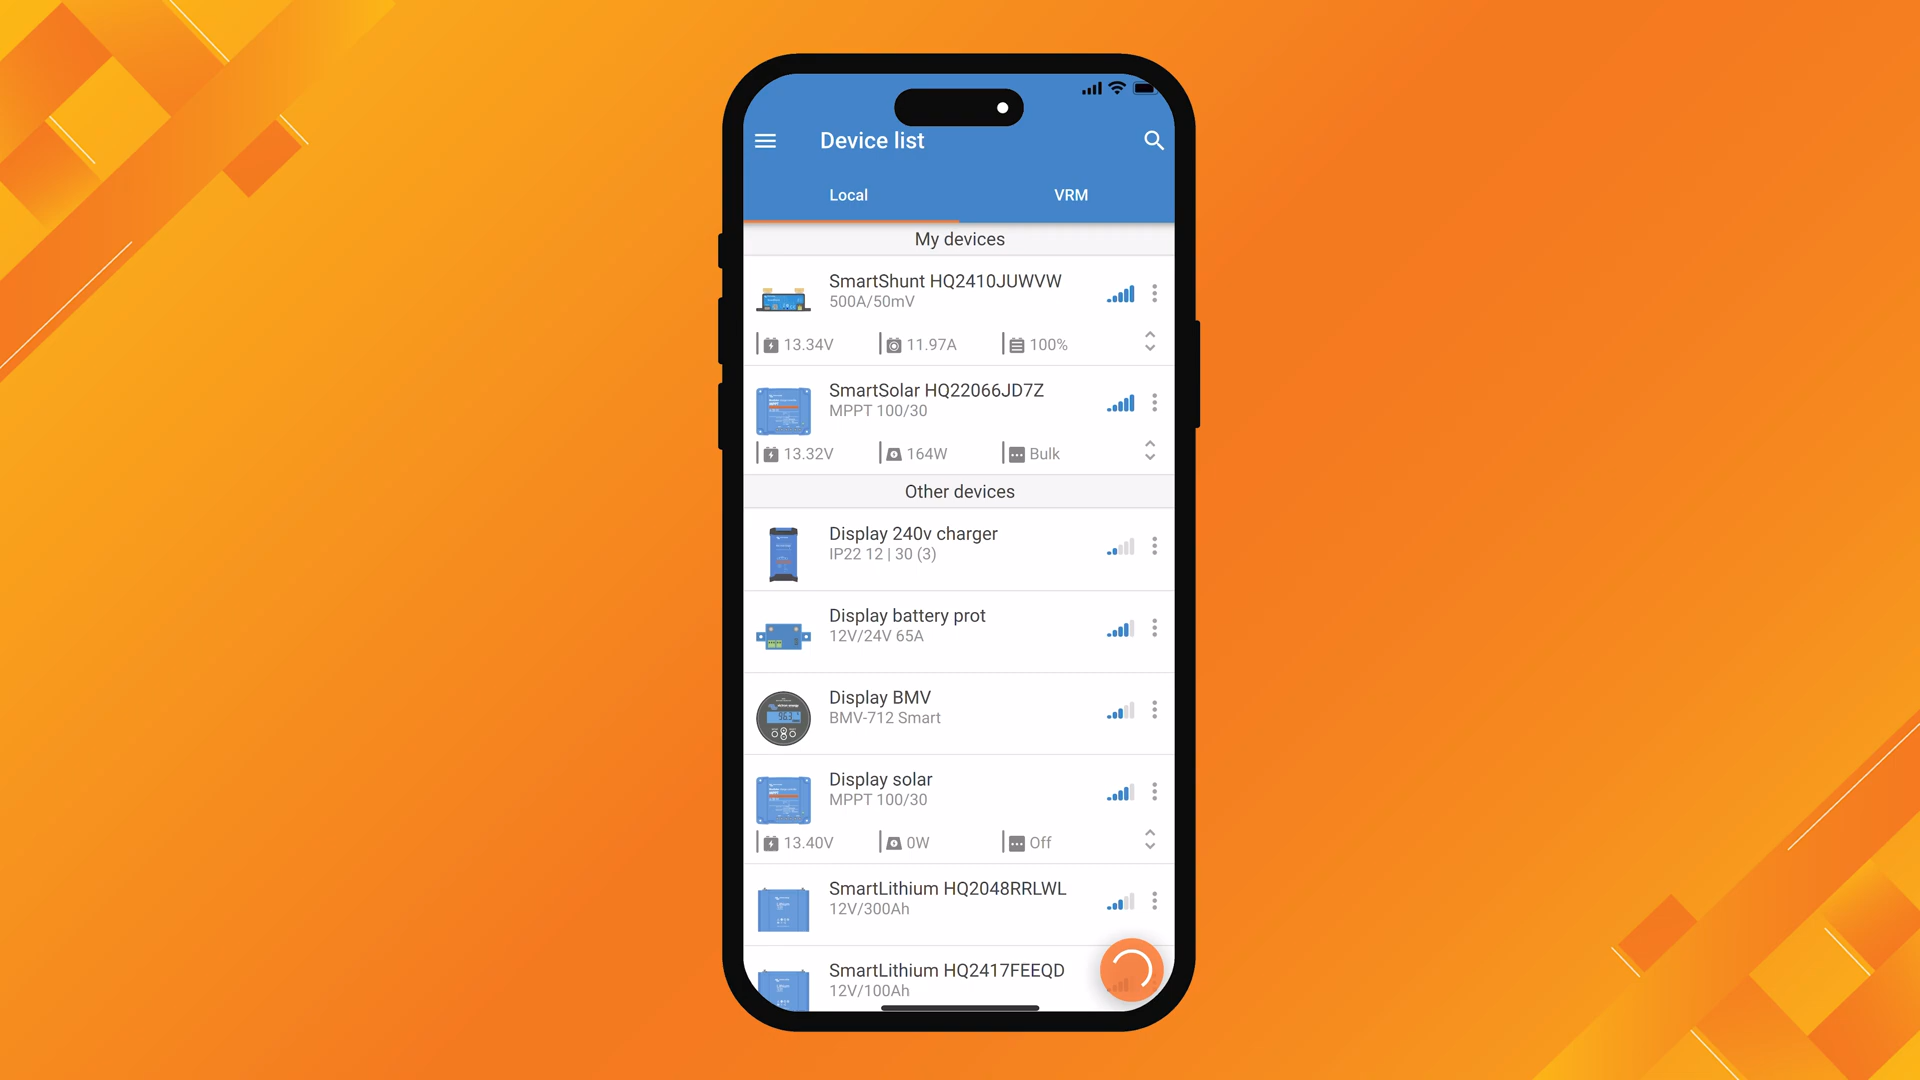 Device list
Local
VRM
My devices
SmartShunt HQ2410JUWVW
500A/50mV
13.34V
11.97A
100%
SmartSolar HQ22066JD7Z
MPPT 100/30
13.32V
164W
Bulk
Other devices
Display 240v charger
IP22 12 | 30 (3)
Display battery prot
12V/24V 65A
Display BMV
BMV-712 Smart
Display solar
MPPT 100/30
13.40V
0W
Off
SmartLithium HQ2048RRLWL
12V/300Ah
SmartLithium HQ2417FEEQD
12V/100Ah